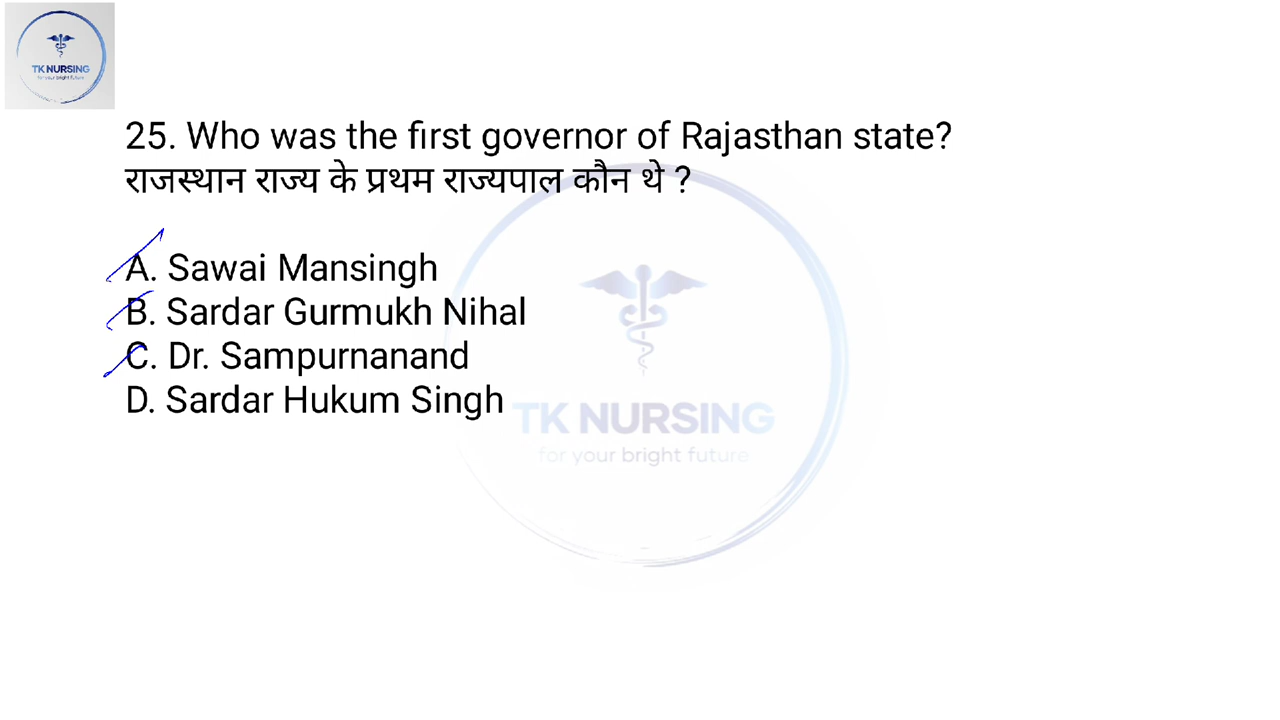 TK NURSING
for your bright future
25. Who was the first governor of Rajasthan state?
राजस्थान राज्य के प्रथम राज्यपाल कौन थे ?
A. Sawai Mansingh
B. Sardar Gurmukh Nihal
C. Dr. Sampurnanand
D. Sardar Hukum Singh
TK NURSING
for your bright future